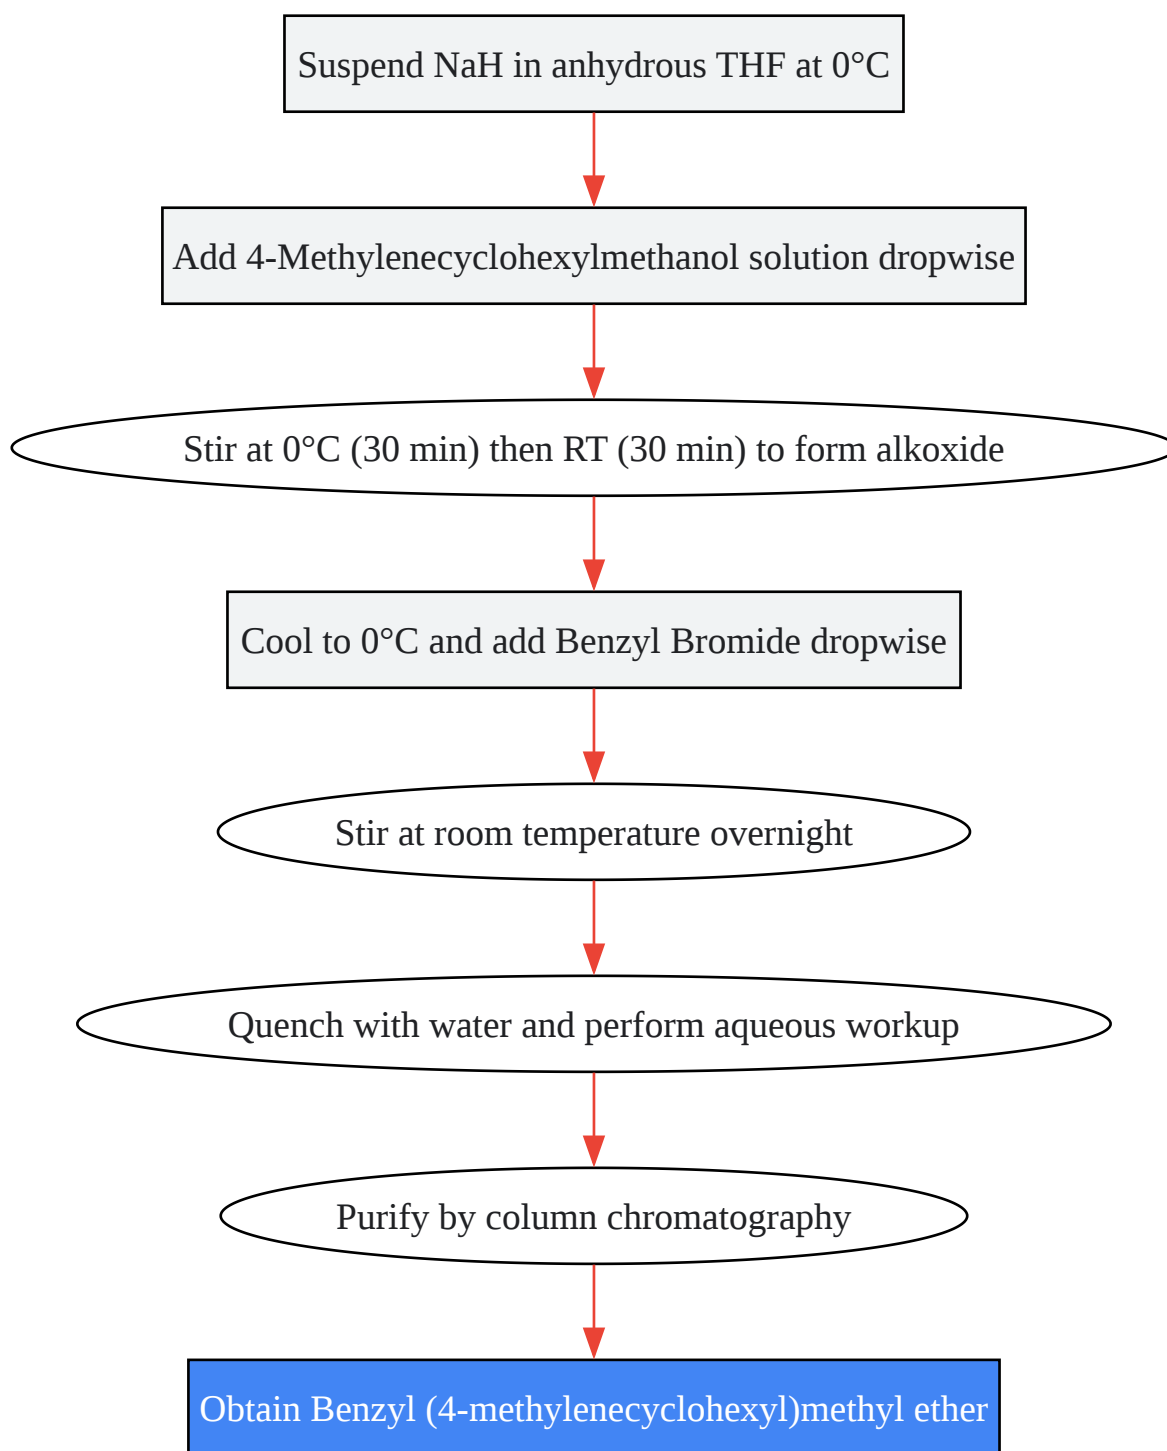 Suspend NaH in anhydrous THF at 0°C
Add 4-Methylenecyclohexylmethanol solution dropwise
Stir at 0°C (30 min) then RT (30 min) to form alkoxide
Cool to 0°C and add Benzyl Bromide dropwise
Stir at room temperature overnight
Quench with water and perform aqueous workup
Purify by column chromatography
Obtain Benzyl (4-methylenecyclohexyl)methyl ether